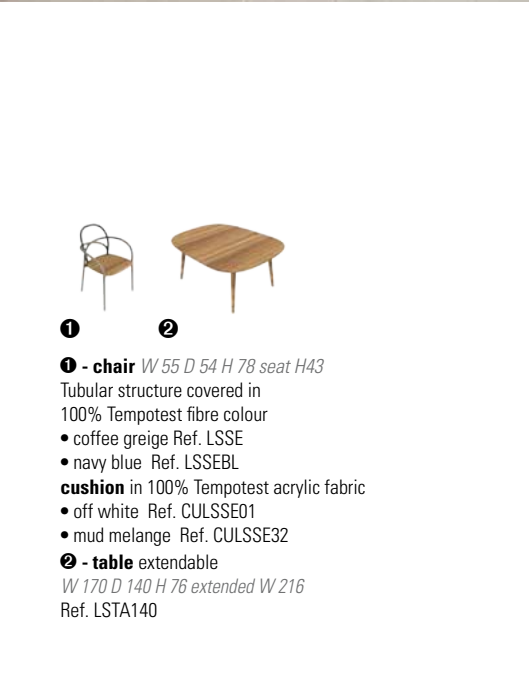 ❶ ❷
❶ - chair W 55 D 54 H 78 seat H43
Tubular structure covered in
100% Tempotest fibre colour
• coffee greige Ref. LSSE
• navy blue Ref. LSSEBL
cushion in 100% Tempotest acrylic fabric
• off white Ref. CULSSE01
• mud melange Ref. CULSSE32
❷ - table extendable
W 170 D 140 H 76 extended W 216
Ref. LSTA140